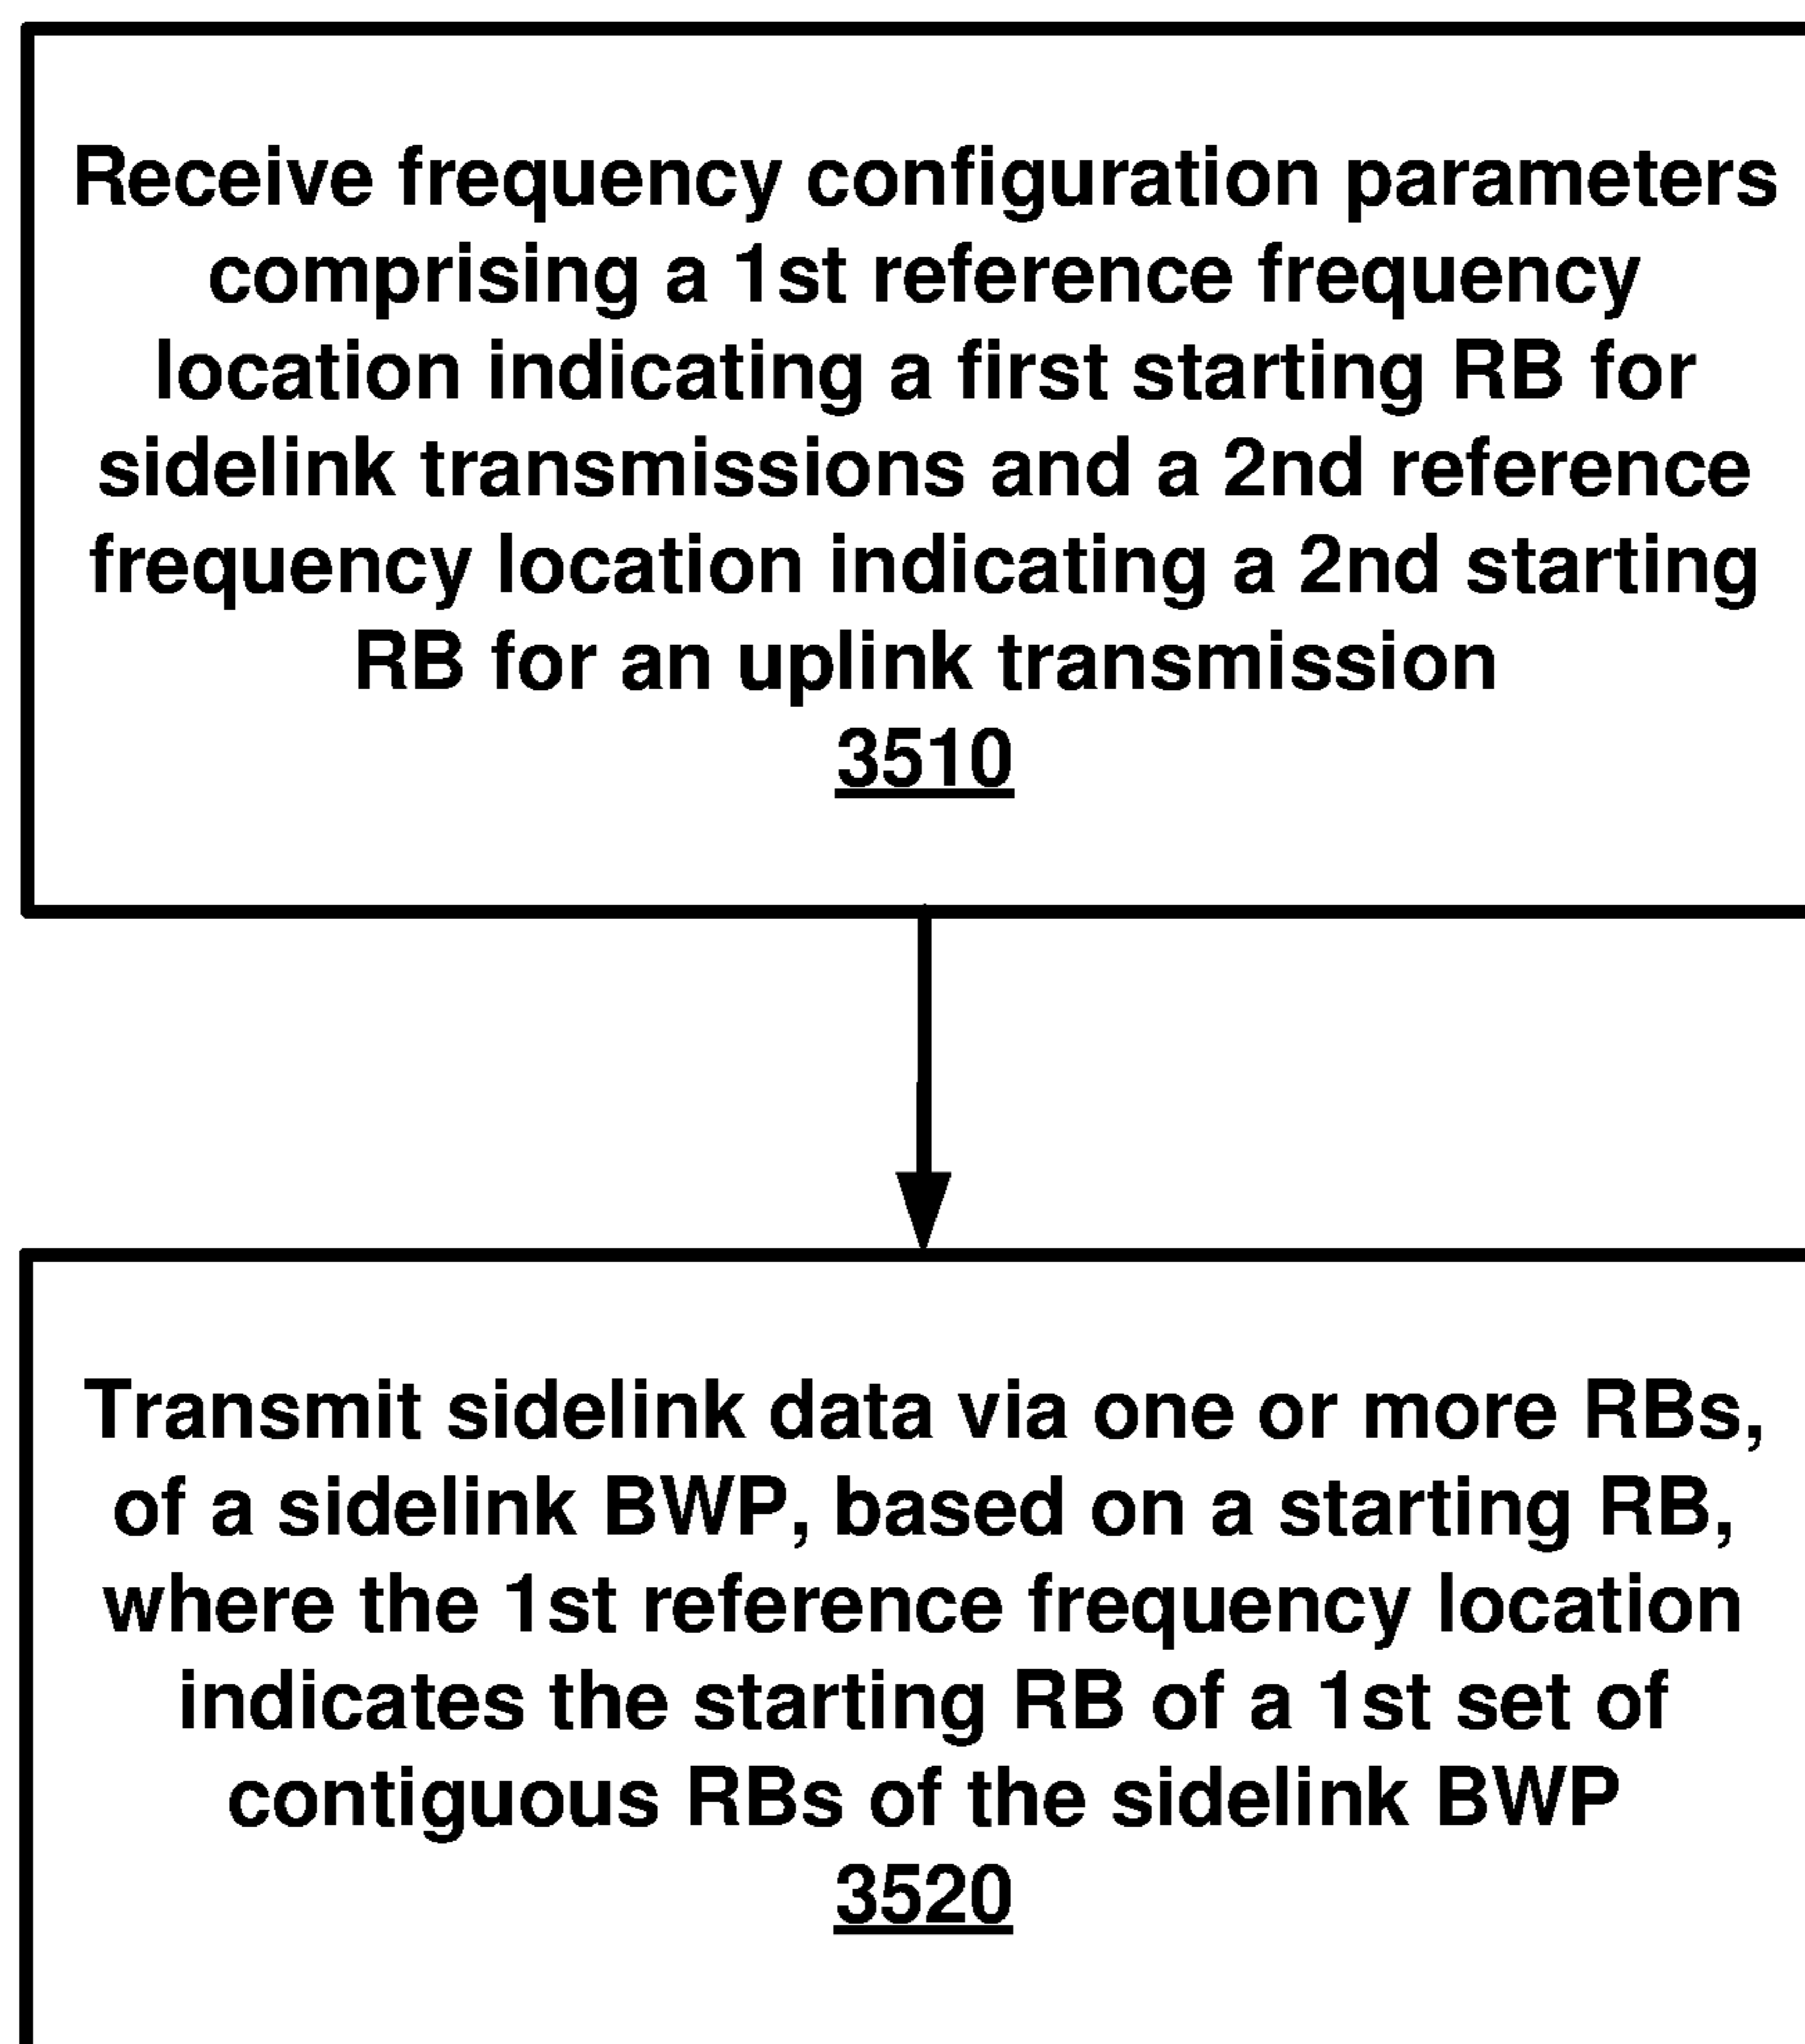 Receive frequency configuration parameters
comprising a 1st reference frequency
location indicating a first starting RB for
sidelink transmissions and a 2nd reference
frequency location indicating a 2nd starting
RB for an uplink transmission
3510
Transmit sidelink data via one or more RBs,
of a sidelink BWP, based on a starting RB,
where the 1st reference frequency location
indicates the starting RB of a 1st set of
contiguous RBs of the sidelink BWP
3520